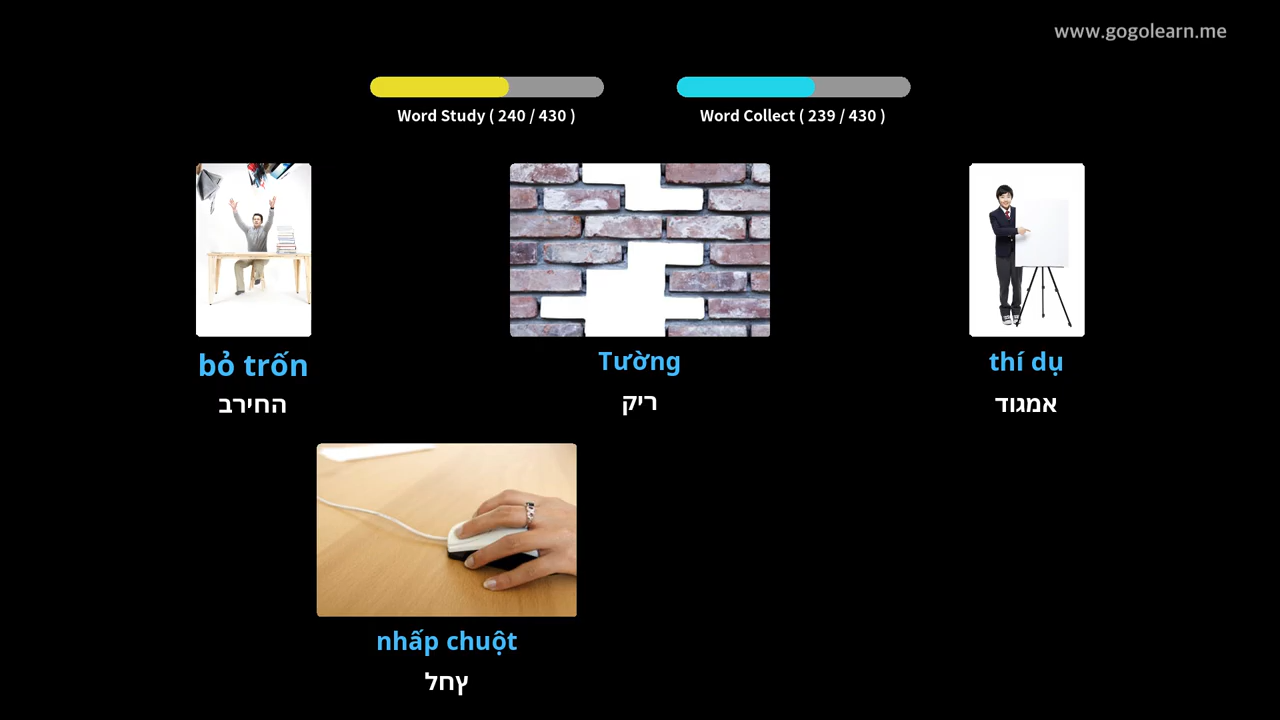 www.gogolearn.me
Word Study ( 240 / 430 )
Word Collect ( 239 / 430 )
bỏ trốn
החירב
Tường
ריק
thí dụ
אמגוד
nhấp chuột
ץחל